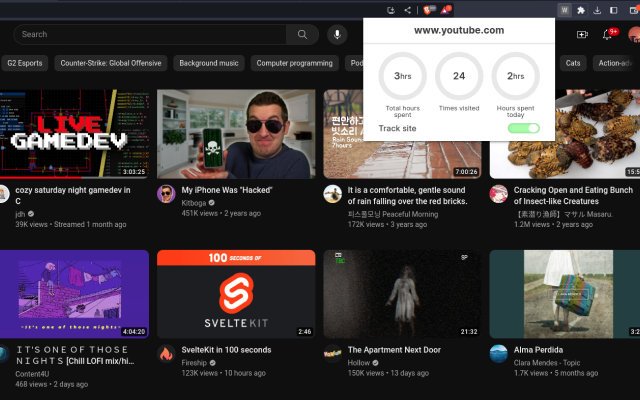 Search
9+
www.youtube.com
3hrs
24
2hrs
Total hours spent
Times visited
Hours spent today
Track site
G2 Esports
Counter-Strike: Global Offensive
Background music
Computer programming
Cats
LIVE
GAMEDEV
3:03:25
cozy saturday night gamedev in
C
jdh
39K views • Streamed 1 month ago
My iPhone Was "Hacked"
Kitboga
451K views • 2 years ago
편안하
빗소리
Rain Soun
7hours
7:00:26
It is a comfortable, gentle sound
of rain falling over the red bricks.
피스풀모닝 Peaceful Morning
172K views • 3 years ago
Cracking Open and Eating Bunch
of Insect-like Creatures
【素潜り漁師】マサル Masaru.
1.2M views • 2 years ago
•it's one of those nights•
4:04:20
ＩＴ'Ｓ ＯＮＥ ＯＦ ＴＨＯＳＥ
ＮＩＧＨＴＳ [Chill LOFI mix/hi...
Content4U
468 views • 2 days ago
100 SECONDS OF
SVELTEKIT
2:46
SvelteKit in 100 seconds
Fireship
123K views • 10 hours ago
SP
21:32
The Apartment Next Door
Hollow
150K views • 13 days ago
Alma Perdida
Clara Mendes - Topic
1.7K views • 5 months ago